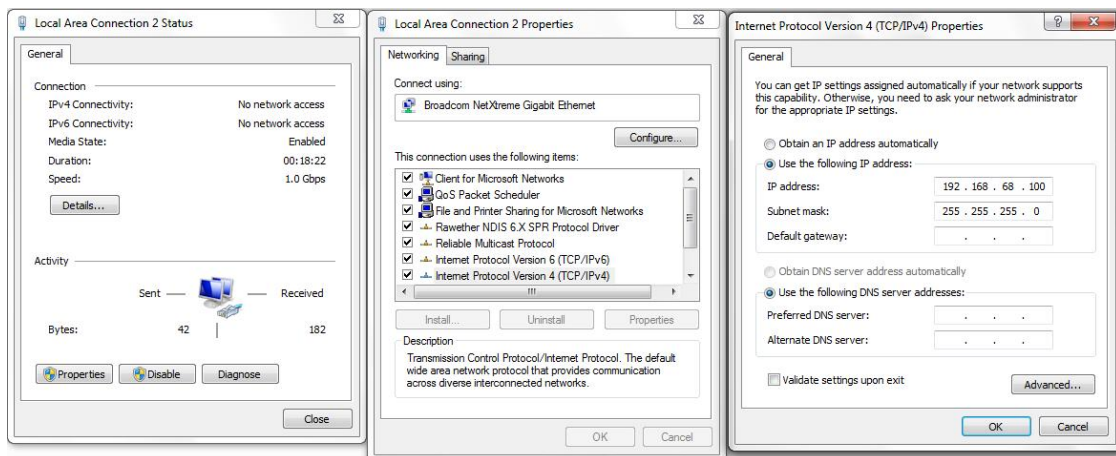 Local Area Connection 2 Status
General
Connection
IPv4 Connectivity: No network access
IPv6 Connectivity: No network access
Media State: Enabled
Duration: 00:18:22
Speed: 1.0 Gbps
Details...
Activity
Sent Received
Bytes: 42 182
Properties Disable Diagnose
Close
Local Area Connection 2 Properties
Networking Sharing
Connect using:
Broadcom NetXtreme Gigabit Ethernet
Configure...
This connection uses the following items:
Client for Microsoft Networks
QoS Packet Scheduler
File and Printer Sharing for Microsoft Networks
Rawether NDIS 6.X SPR Protocol Driver
Reliable Multicast Protocol
Internet Protocol Version 6 (TCP/IPv6)
Internet Protocol Version 4 (TCP/IPv4)
Install... Uninstall Properties
Description
Transmission Control Protocol/Internet Protocol. The default
wide area network protocol that provides communication
across diverse interconnected networks.
OK Cancel
Internet Protocol Version 4 (TCP/IPv4) Properties
General
You can get IP settings assigned automatically if your network supports
this capability. Otherwise, you need to ask your network administrator
for the appropriate IP settings.
Obtain an IP address automatically
Use the following IP address:
IP address: 192 . 168 . 68 . 100
Subnet mask: 255 . 255 . 255 . 0
Default gateway: . . .
Obtain DNS server address automatically
Use the following DNS server addresses:
Preferred DNS server: . . .
Alternate DNS server: . . .
Validate settings upon exit
Advanced...
OK Cancel